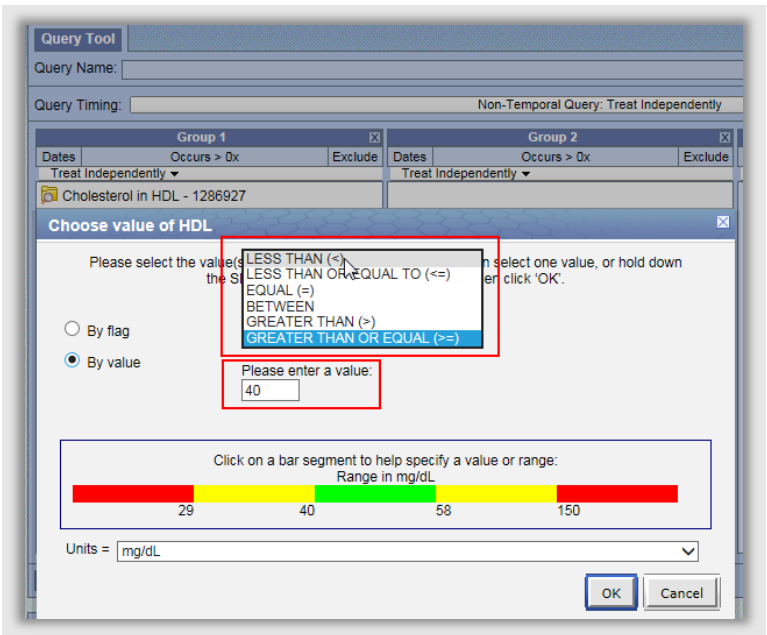 Query Tool
Query Name:
Query Timing: Non-Temporal Query: Treat Independently
Group 1 Group 2
Dates Occurs > 0x Exclude Dates Occurs > 0x Exclude
Treat Independently Treat Independently
Cholesterol in HDL - 1286927
Choose value of HDL
Please select the value(s select one value, or hold down
the en click 'OK'.
LESS THAN (<)
LESS THAN OR EQUAL TO (<=)
EQUAL (=)
BETWEEN
GREATER THAN (>)
GREATER THAN OR EQUAL (>=)
By flag
By value
Please enter a value:
40
Click on a bar segment to help specify a value or range:
Range in mg/dL
29 40 58 150
Units = mg/dL
OK Cancel